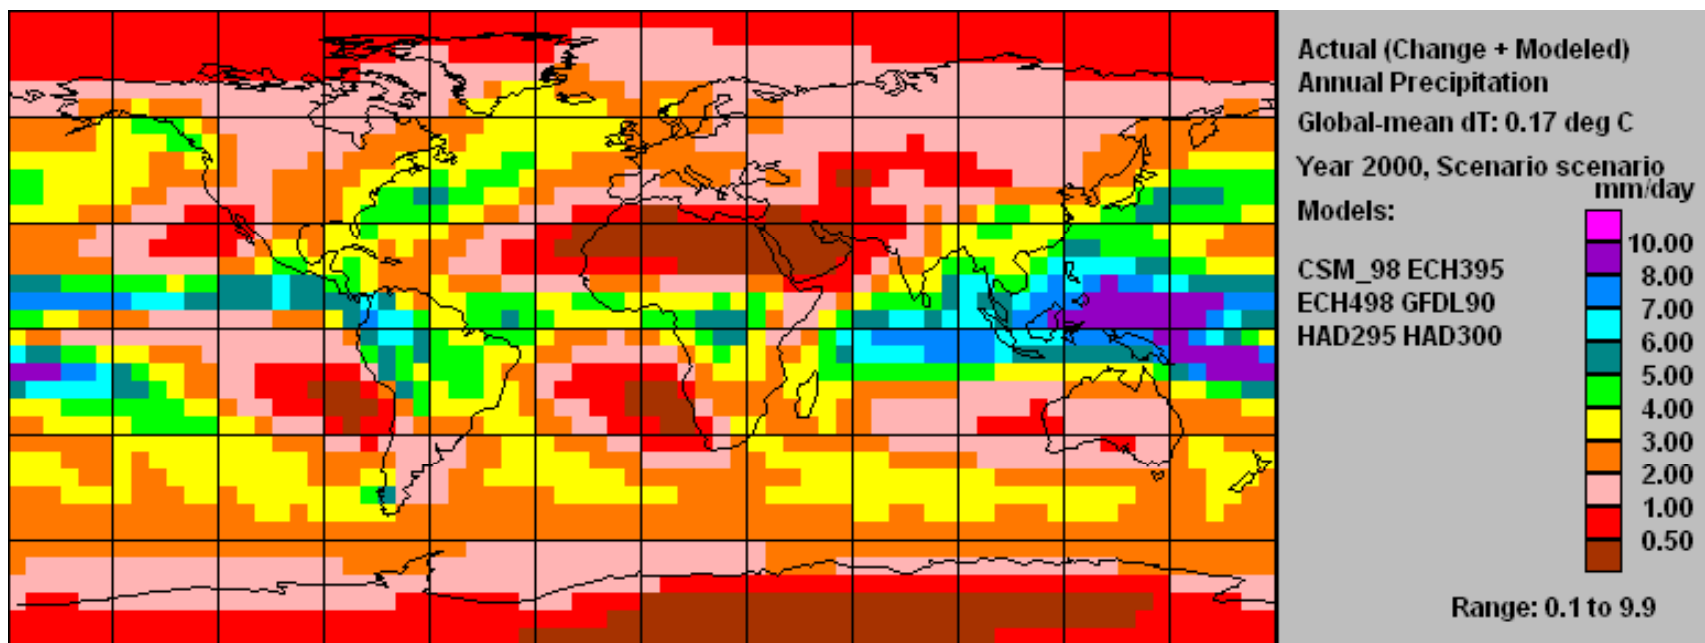 Actual (Change + Modeled)
Annual Precipitation
Global-mean dT: 0.17 deg C
Year 2000, Scenario scenario
mm/day
Models:
10.00
CSM_98 ECH395
8.00
ECH498 GFDL90
7.00
HAD295 HAD300
6.00
5.00
4.00
3.00
2.00
1.00
0.50
Range: 0.1 to 9.9